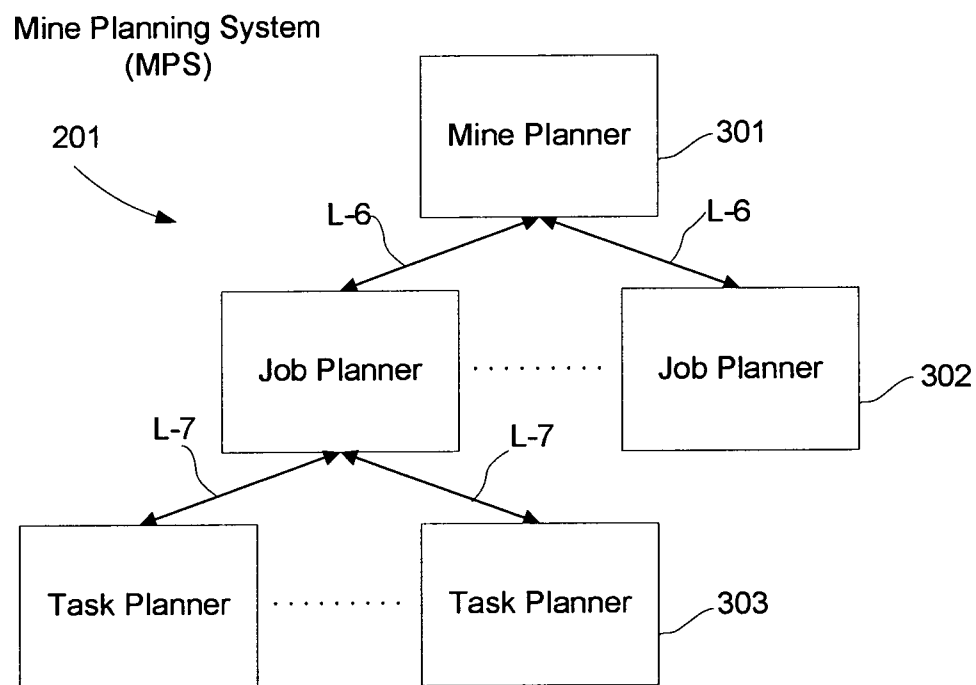 Mine Planning System
(MPS)
201
Mine Planner
301
L-6
L-6
Job Planner
Job Planner
302
L-7
L-7
Task Planner
Task Planner
303